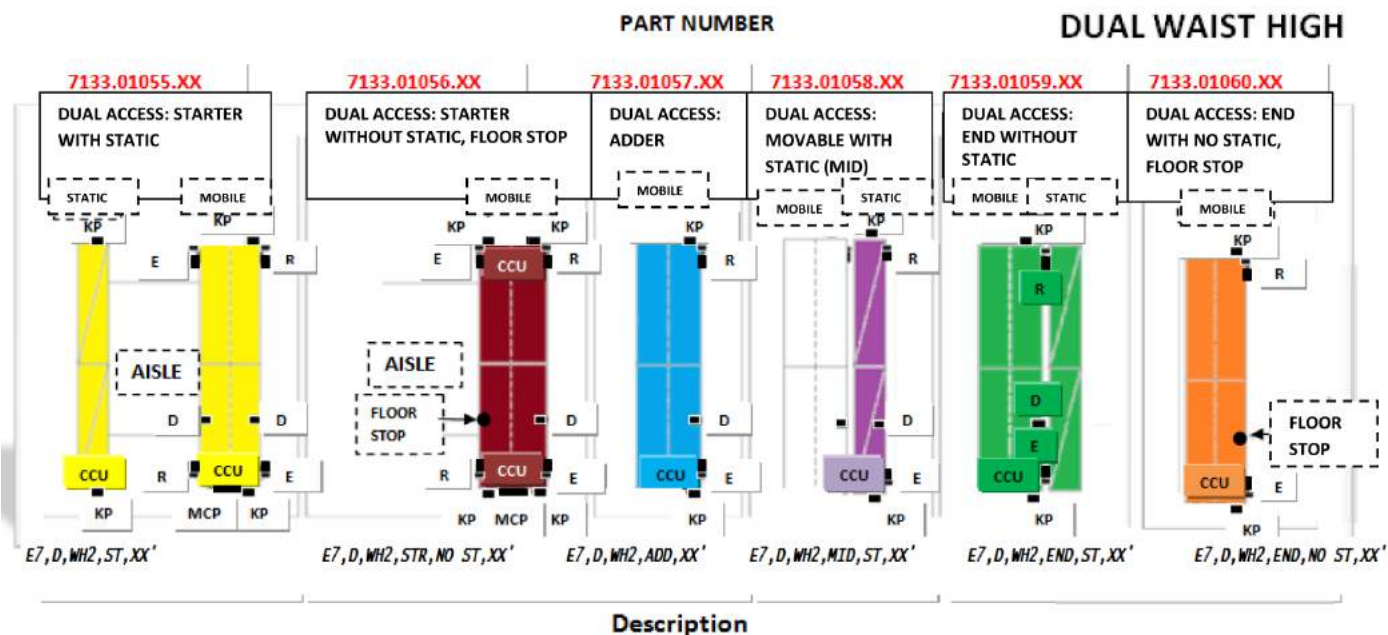 PART NUMBER
DUAL WAIST HIGH
7133.01055.XX
7133.01056.XX
7133.01057.XX
7133.01058.XX
7133.01059.XX
7133.01060.XX
DUAL ACCESS: STARTER
WITH STATIC
DUAL ACCESS: STARTER
WITHOUT STATIC, FLOOR STOP
DUAL ACCESS:
ADDER
DUAL ACCESS:
MOVABLE WITH
STATIC (MID)
DUAL ACCESS:
END WITHOUT
STATIC
DUAL ACCESS: END
WITH NO STATIC,
FLOOR STOP
STATIC
MOBILE
KP
KP
E
R
AISLE
D
D
CCU
R
CCU
E
KP
MCP
KP
MOBILE
KP
KP
E
CCU
R
AISLE
FLOOR
STOP
D
R
CCU
E
KP
MCP
KP
MOBILE
KP
R
D
CCU
E
KP
MOBILE
STATIC
KP
R
D
CCU
E
KP
MOBILE
STATIC
KP
R
D
E
CCU
KP
MOBILE
KP
R
FLOOR
STOP
CCU
E
KP
E7,D,WH2,ST,XX'
E7,D,WH2,STR,NO ST,XX'
E7,D,WH2,ADD,XX'
E7,D,WH2,MID,ST,XX'
E7,D,WH2,END,ST,XX'
E7,D,WH2,END,NO ST,XX'
Description